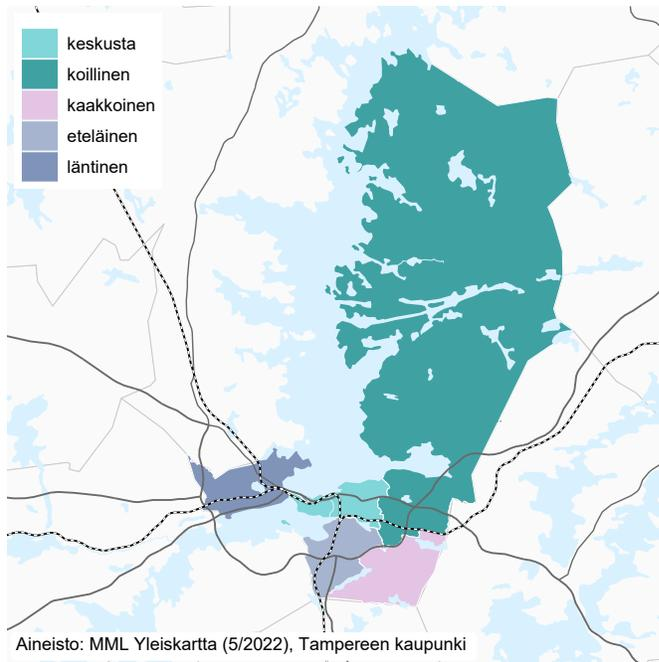 keskusta
koillinen
kaakkoinen
eteläinen
läntinen
Aineisto: MML Yleiskartta (5/2022), Tampereen kaupunki